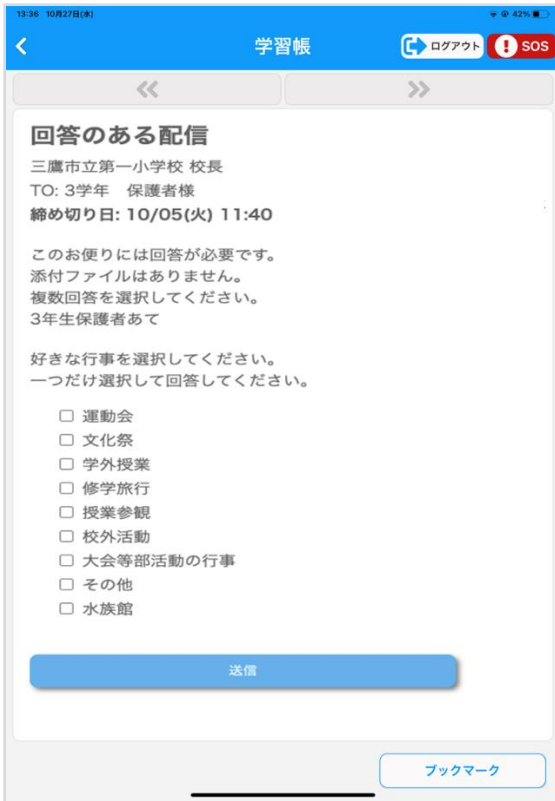 13:36 10月27日(水)
42%
学習帳
ログアウト
SOS
回答のある配信
三鷹市立第一小学校 校長
TO: 3学年　保護者様
締め切り日: 10/05(火) 11:40
このお便りには回答が必要です。
添付ファイルはありません。
複数回答を選択してください。
3年生保護者あて
好きな行事を選択してください。
一つだけ選択して回答してください。
運動会
文化祭
学外授業
修学旅行
授業参観
校外活動
大会等部活動の行事
その他
水族館
送信
ブックマーク